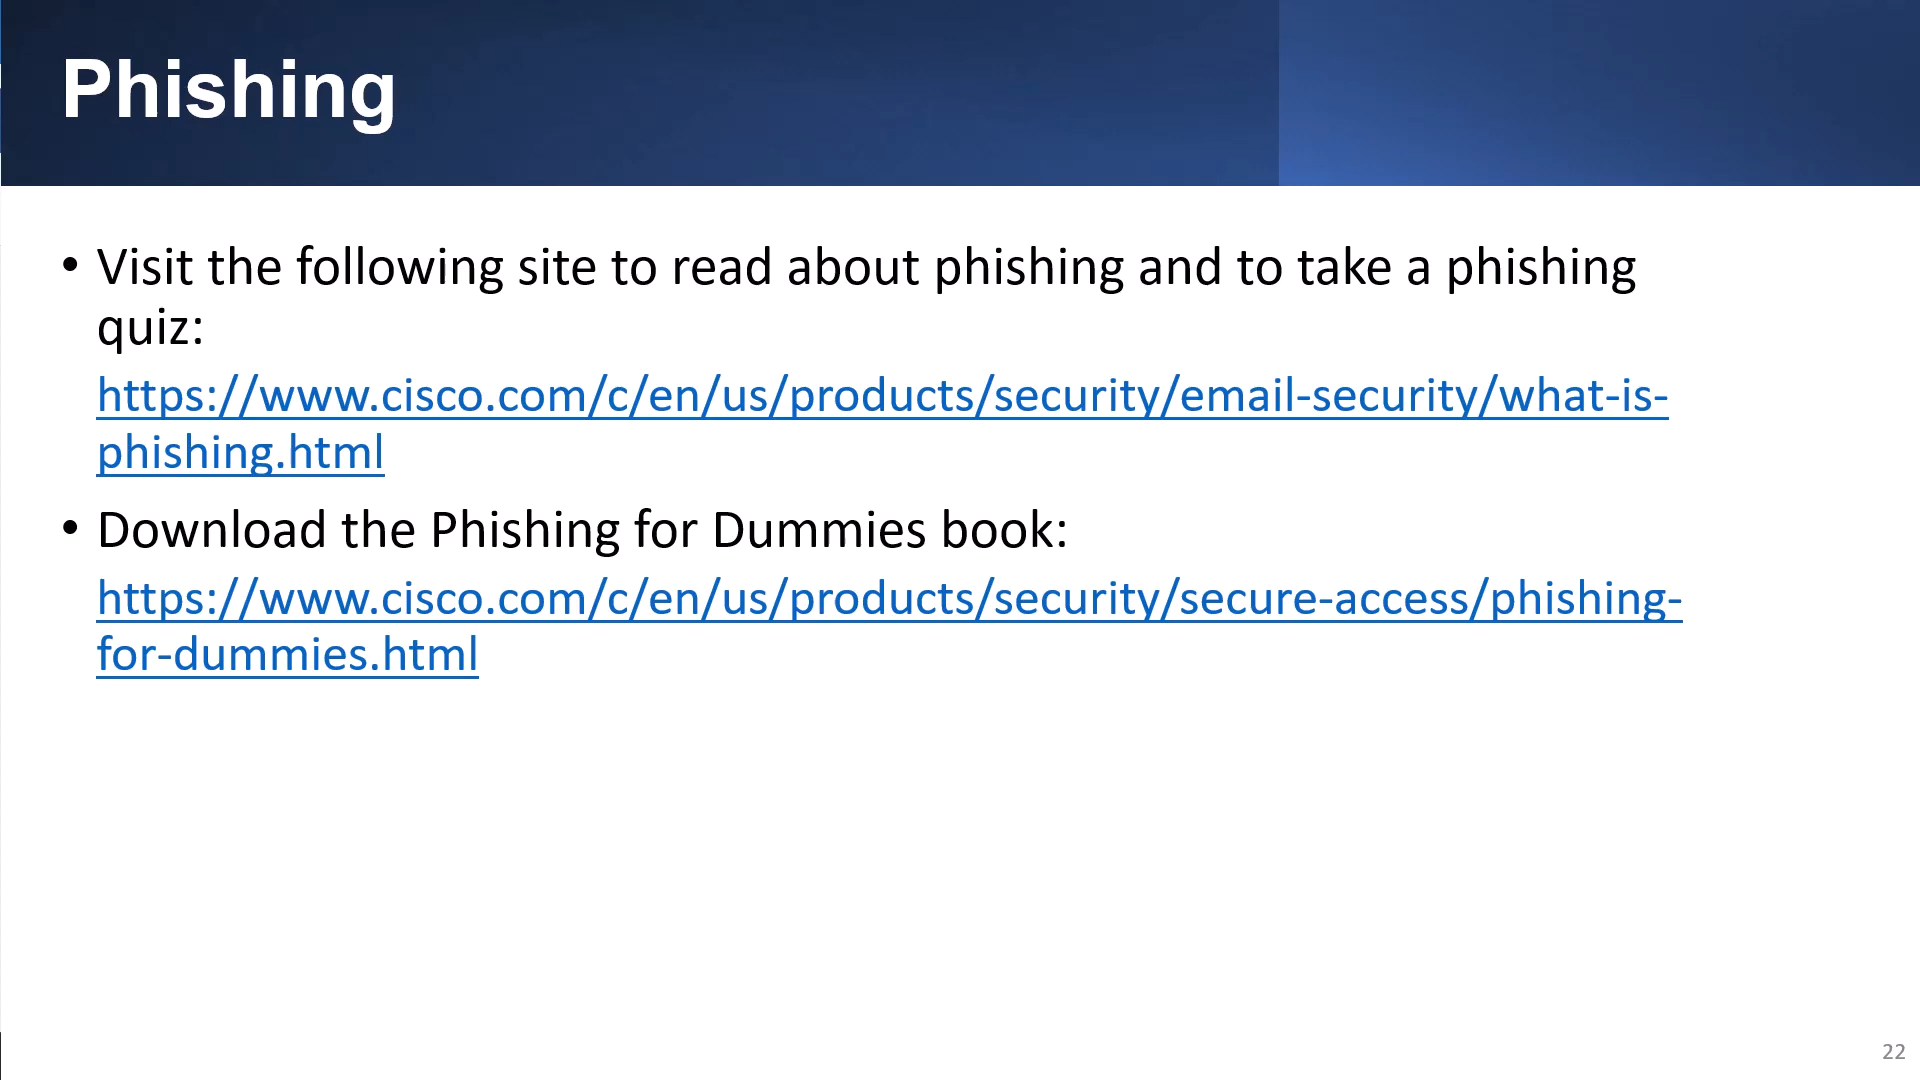 Phishing
• Visit the following site to read about phishing and to take a phishing
quiz:
https://www.cisco.com/c/en/us/products/security/email-security/what-is-
phishing.html
• Download the Phishing for Dummies book:
https://www.cisco.com/c/en/us/products/security/secure-access/phishing-
for-dummies.html
22